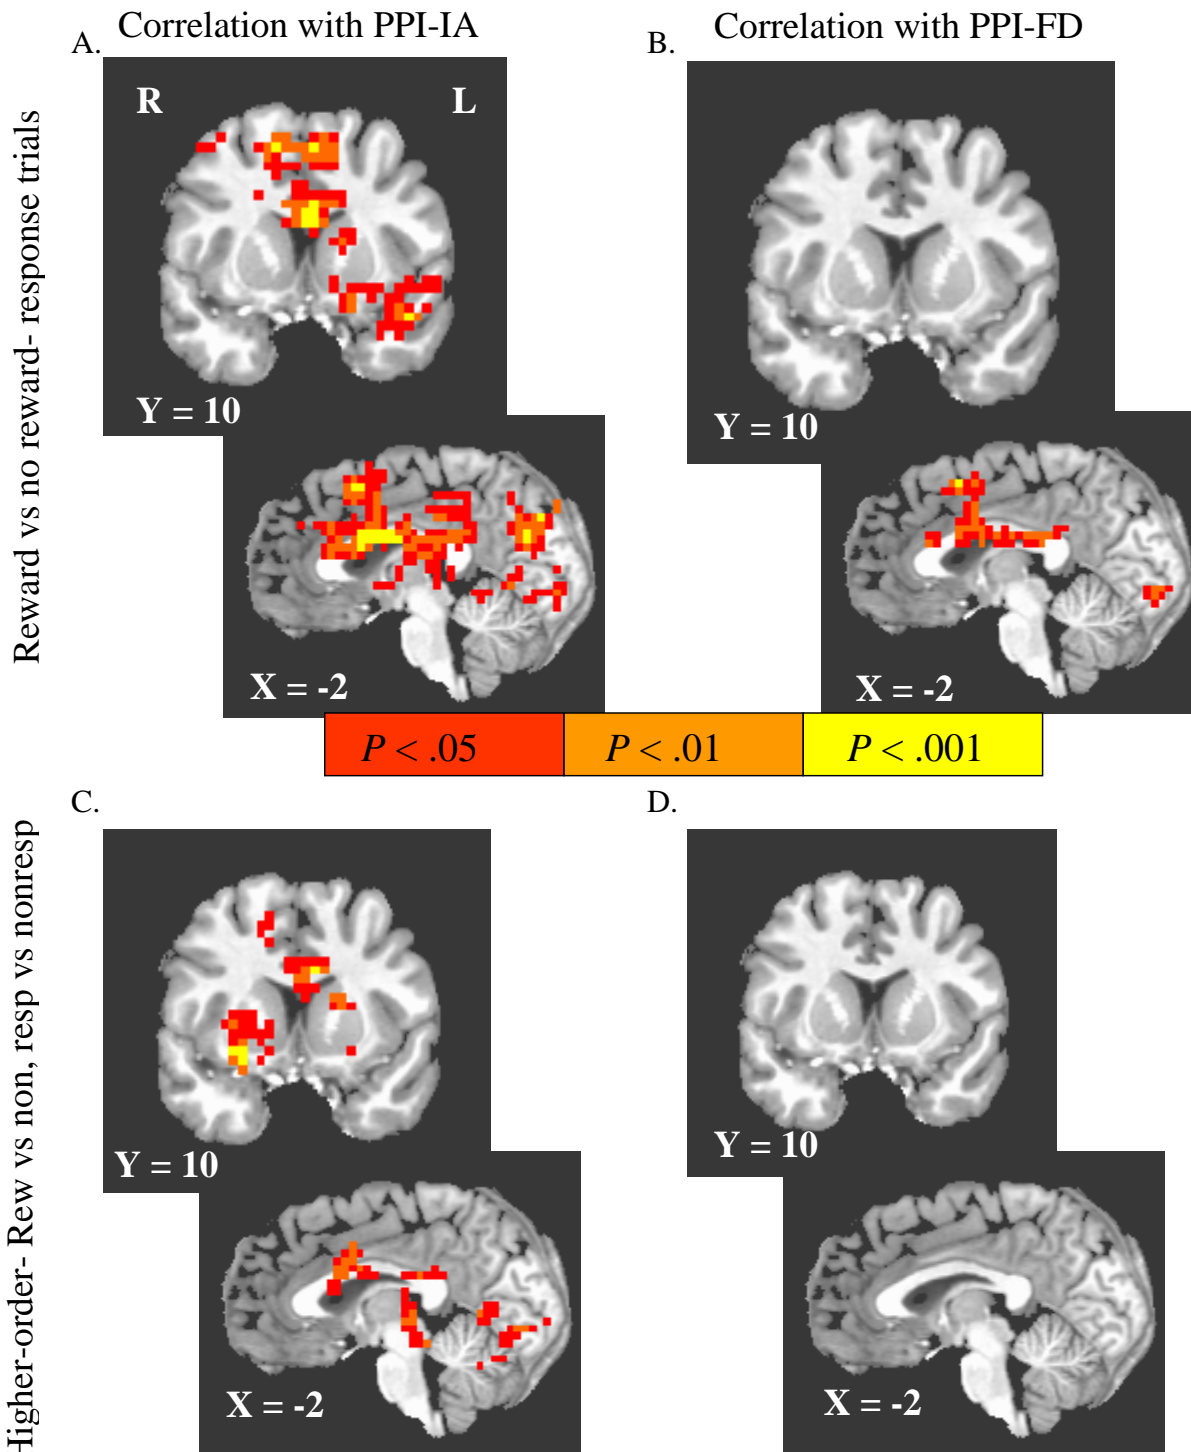 Correlation with PPI-IA
Correlation with PPI-FD
A.
B.
R
L
Reward vs no reward- response trials
Y = 10
Y = 10
X = -2
X = -2
P < .05
P < .01
P < .001
C.
D.
Higher-order- Rew vs non, resp vs nonresp
Y = 10
Y = 10
X = -2
X = -2